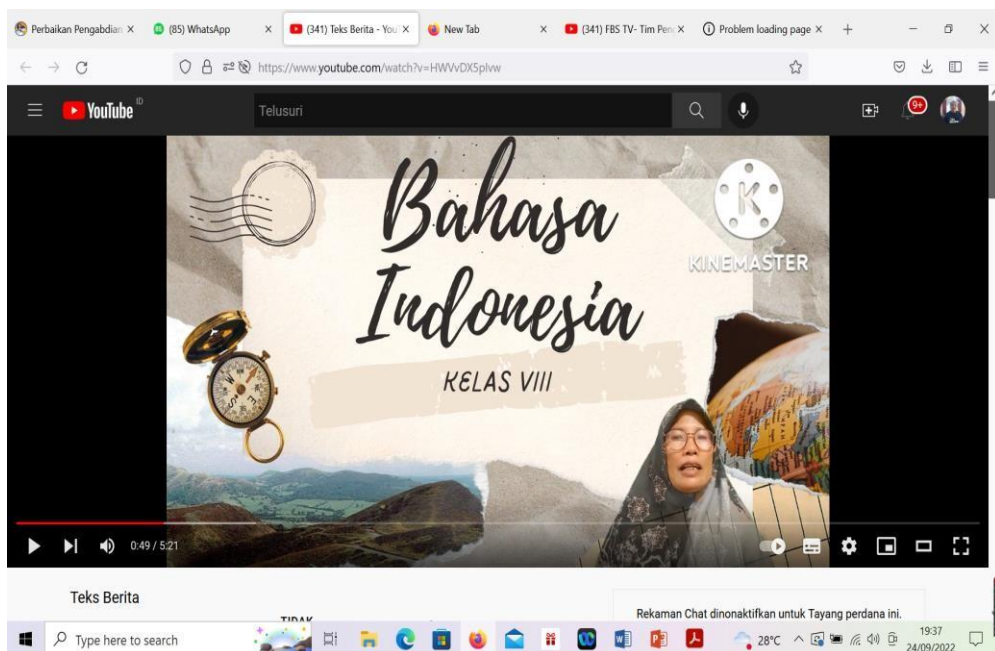 Perbaikan Pengabdian
(85) WhatsApp
(341) Teks Berita - You
New Tab
(341) FBS TV- Tim Pen
Problem loading page
https://www.youtube.com/watch?v=HWVvDX5plvw
YouTube ID
Telusuri
9+
Bahasa
Indonesia
KELAS VIII
K
KINEMASTER
0:49 / 5:21
Teks Berita
TIDAK
Rekaman Chat dinonaktifkan untuk Tayang perdana ini.
Type here to search
28°C
19:37
24/09/2022